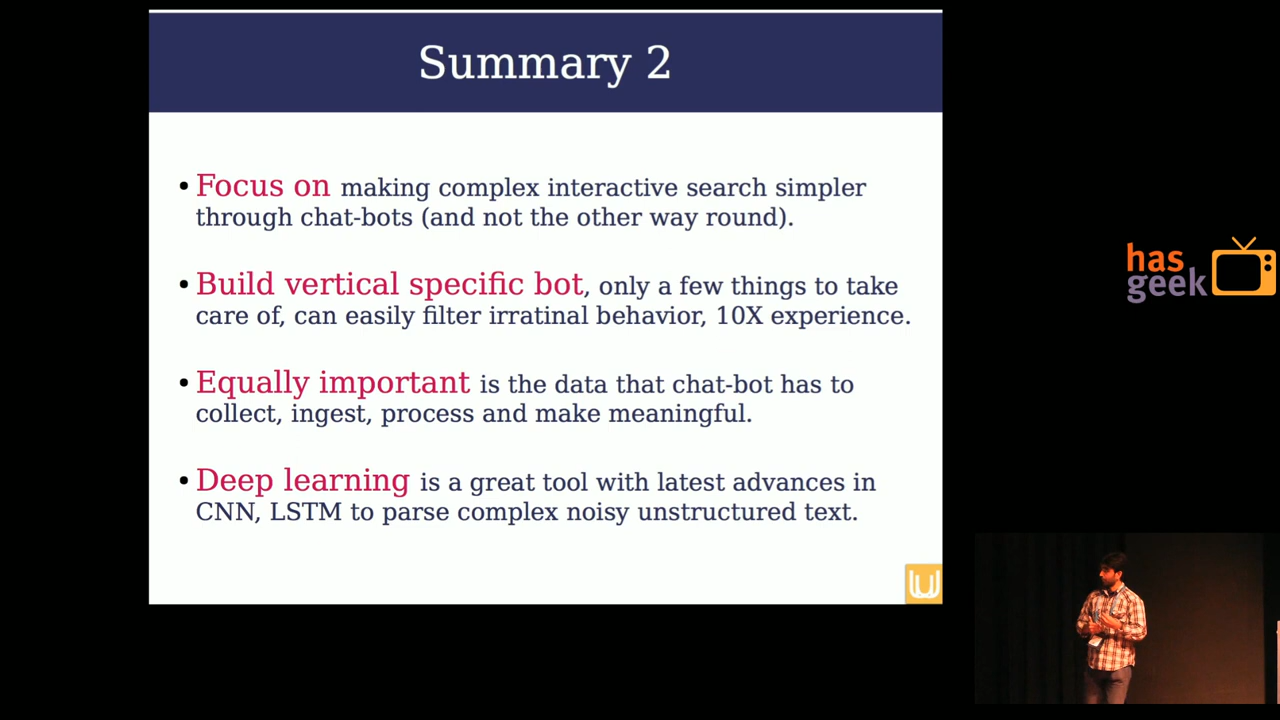 Summary 2
• Focus on making complex interactive search simpler
through chat-bots (and not the other way round).
• Build vertical specific bot, only a few things to take
care of, can easily filter irratinal behavior, 10X experience.
• Equally important is the data that chat-bot has to
collect, ingest, process and make meaningful.
• Deep learning is a great tool with latest advances in
CNN, LSTM to parse complex noisy unstructured text.
has
geek